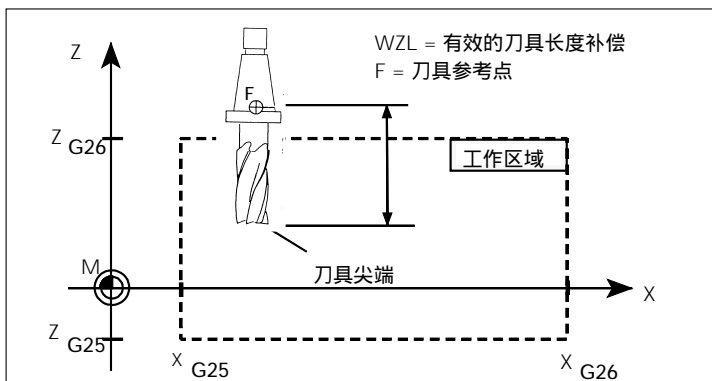 WZL = 有效的刀具长度补偿
F = 刀具参考点
Z
F
Z G26
工作区域
刀具尖端
M
X
Z G25
X G25
X G26